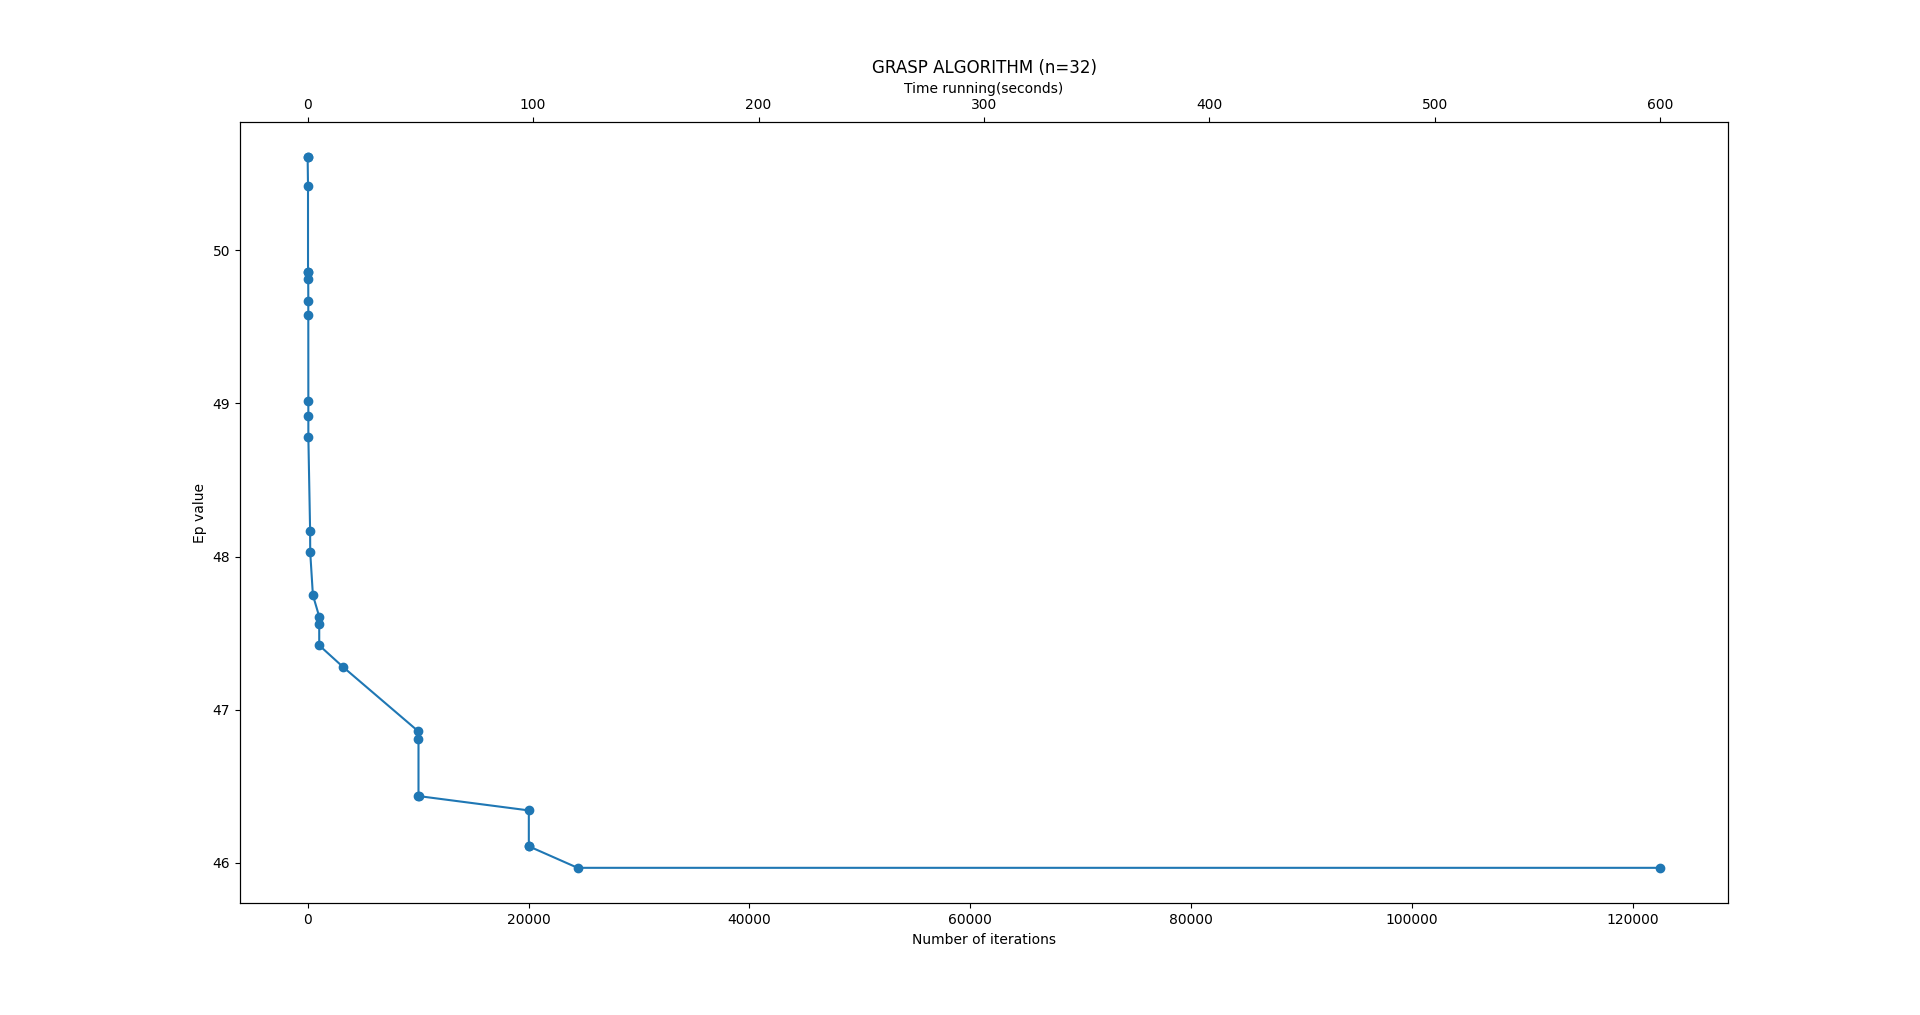 GRASP ALGORITHM (n=32)
Time running(seconds)
0 100 200 300 400 500 600
50
49
48
47
46
Ep value
0 20000 40000 60000 80000 100000 120000
Number of iterations